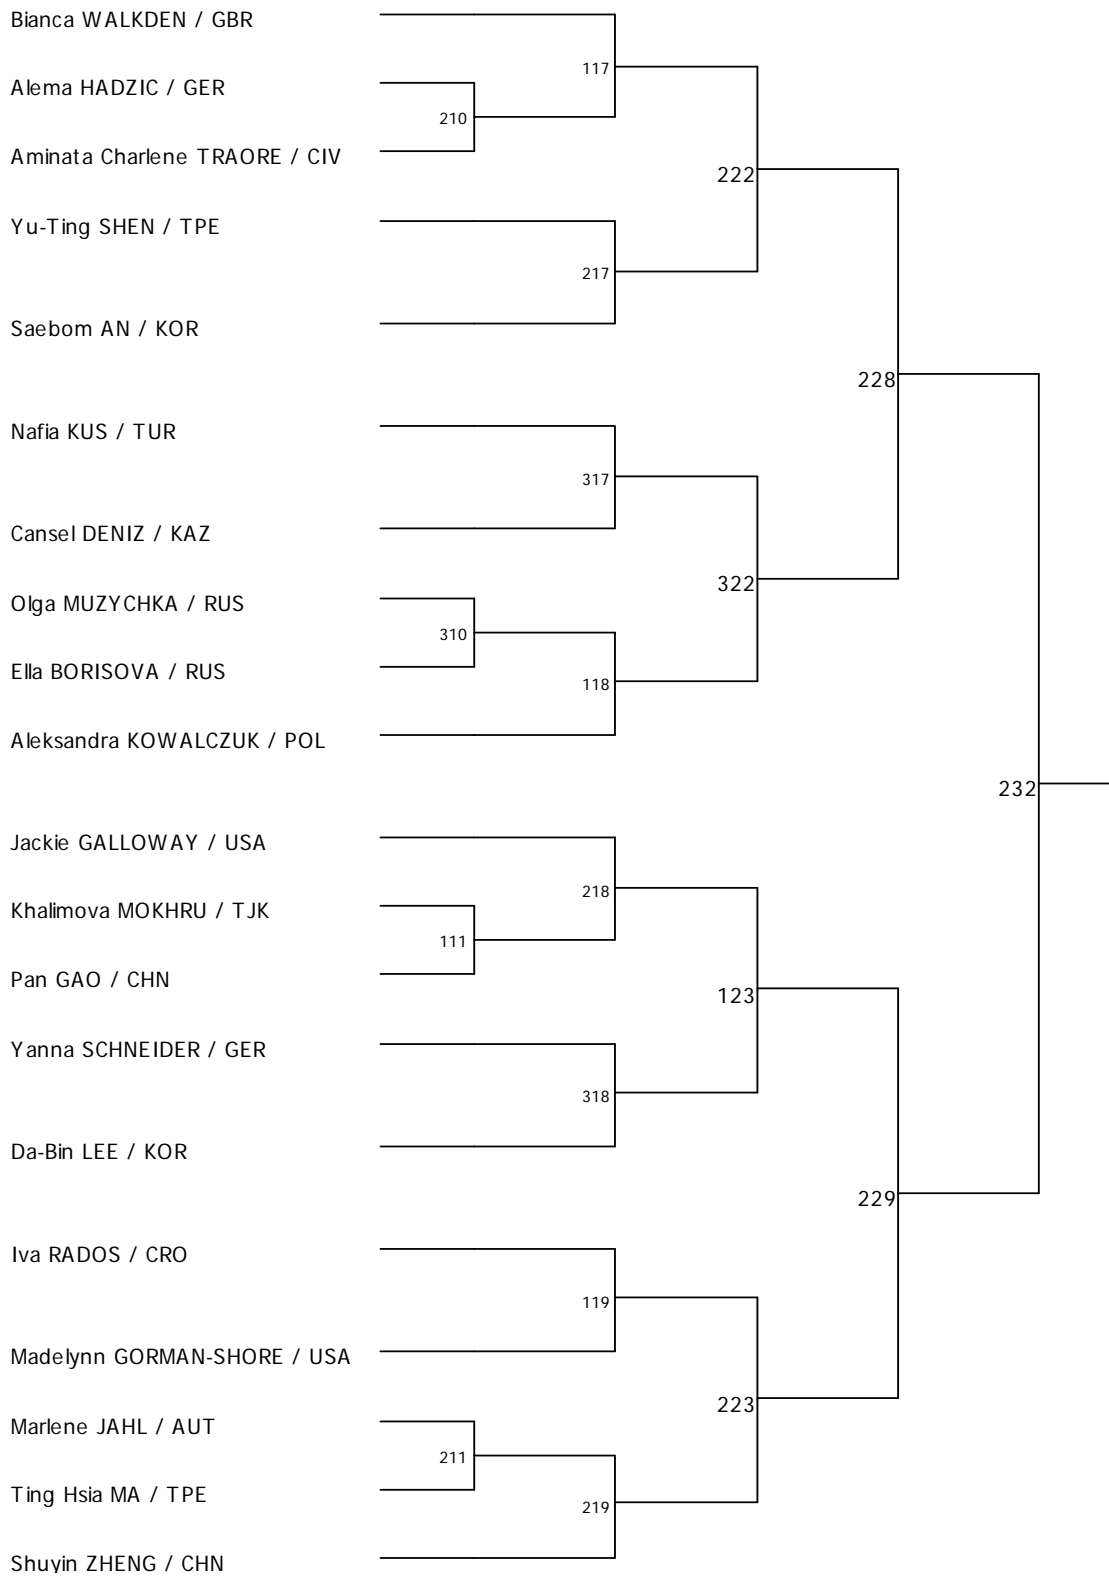 Bianca WALKDEN / GBR
117
Alema HADZIC / GER
210
Aminata Charlene TRAORE / CIV
222
Yu-Ting SHEN / TPE
217
Saebom AN / KOR
228
Nafia KUS / TUR
317
Cansel DENIZ / KAZ
322
Olga MUZYCHKA / RUS
310
Ella BORISOVA / RUS
118
Aleksandra KOWALCZUK / POL
232
Jackie GALLOWAY / USA
218
Khalimova MOKHRU / TJK
111
Pan GAO / CHN
123
Yanna SCHNEIDER / GER
318
Da-Bin LEE / KOR
229
Iva RADOS / CRO
119
Madelynn GORMAN-SHORE / USA
223
Marlene JAHL / AUT
211
Ting Hsia MA / TPE
219
Shuyin ZHENG / CHN